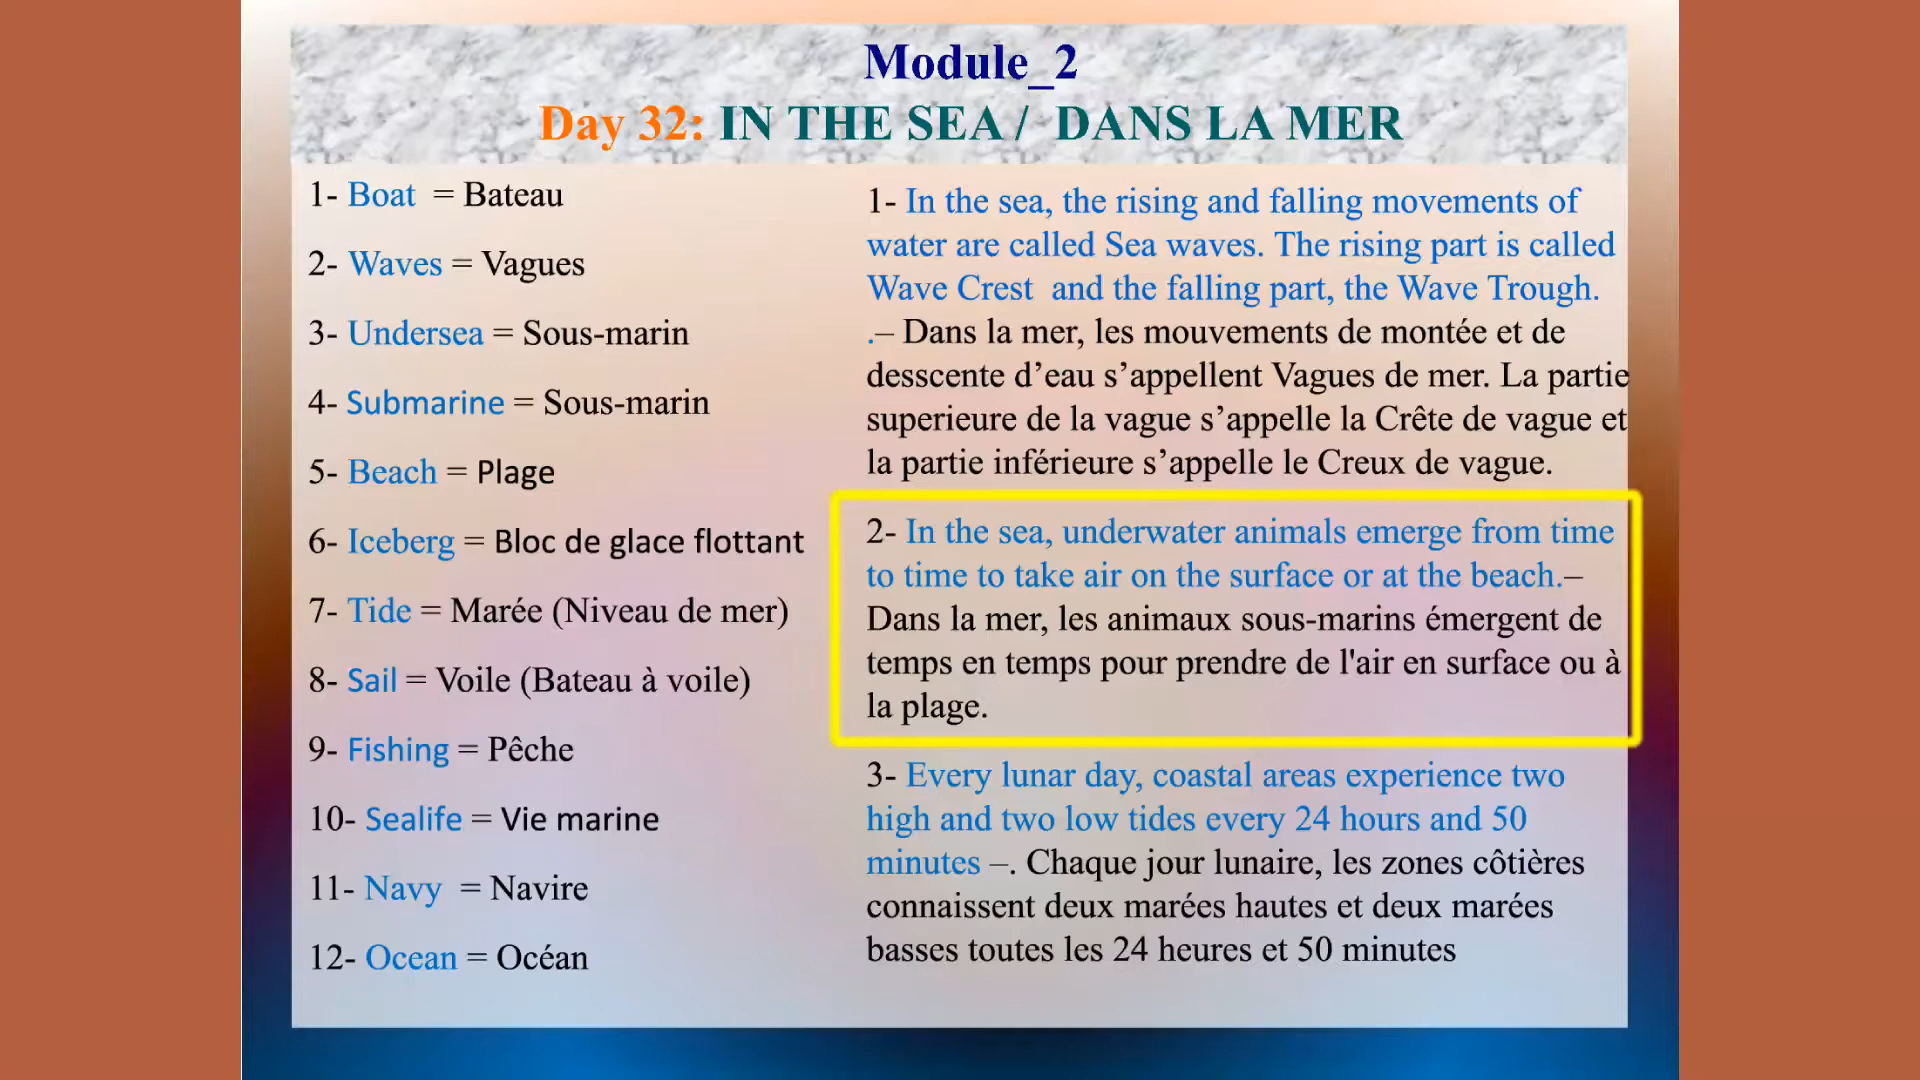 Module_2
Day 32: IN THE SEA / DANS LA MER
1- Boat = Bateau
2- Waves = Vagues
3- Undersea = Sous-marin
4- Submarine = Sous-marin
5- Beach = Plage
6- Iceberg = Bloc de glace flottant
7- Tide = Marée (Niveau de mer)
8- Sail = Voile (Bateau à voile)
9- Fishing = Pêche
10- Sealife = Vie marine
11- Navy = Navire
12- Ocean = Océan
1- In the sea, the rising and falling movements of
water are called Sea waves. The rising part is called
Wave Crest and the falling part, the Wave Trough.
.– Dans la mer, les mouvements de montée et de
desscente d’eau s’appellent Vagues de mer. La partie
superieure de la vague s’appelle la Crête de vague et
la partie inférieure s’appelle le Creux de vague.
2- In the sea, underwater animals emerge from time
to time to take air on the surface or at the beach.–
Dans la mer, les animaux sous-marins émergent de
temps en temps pour prendre de l'air en surface ou à
la plage.
3- Every lunar day, coastal areas experience two
high and two low tides every 24 hours and 50
minutes –. Chaque jour lunaire, les zones côtières
connaissent deux marées hautes et deux marées
basses toutes les 24 heures et 50 minutes